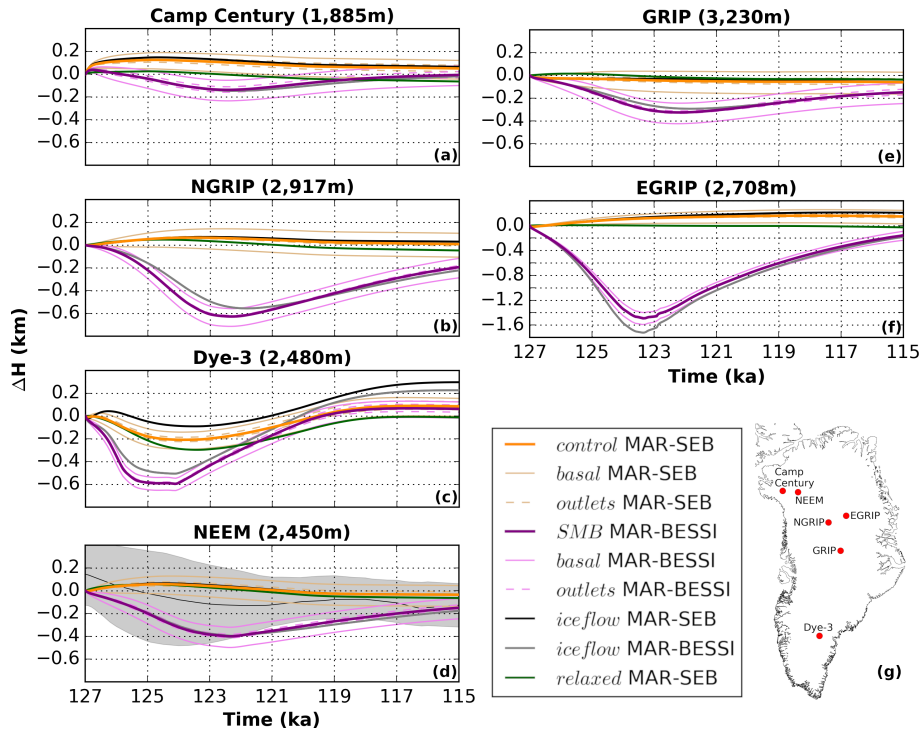 Camp Century (1,885m)
0.2
0.0
−0.2
−0.4
−0.6
(a)
NGRIP (2,917m)
0.2
0.0
−0.2
−0.4
−0.6
(b)
Dye-3 (2,480m)
0.2
0.0
−0.2
−0.4
−0.6
(c)
NEEM (2,450m)
0.2
0.0
−0.2
−0.4
−0.6
(d)
127 125 123 121 119 117 115
Time (ka)
ΔH (km)
GRIP (3,230m)
0.2
0.0
−0.2
−0.4
−0.6
(e)
EGRIP (2,708m)
0.0
−0.4
−0.8
−1.2
−1.6
(f)
127 125 123 121 119 117 115
Time (ka)
control MAR-SEB
basal MAR-SEB
outlets MAR-SEB
SMB MAR-BESSI
basal MAR-BESSI
outlets MAR-BESSI
iceflow MAR-SEB
iceflow MAR-BESSI
relaxed MAR-SEB
Camp
Century
NEEM
EGRIP
NGRIP
GRIP
Dye-3
(g)